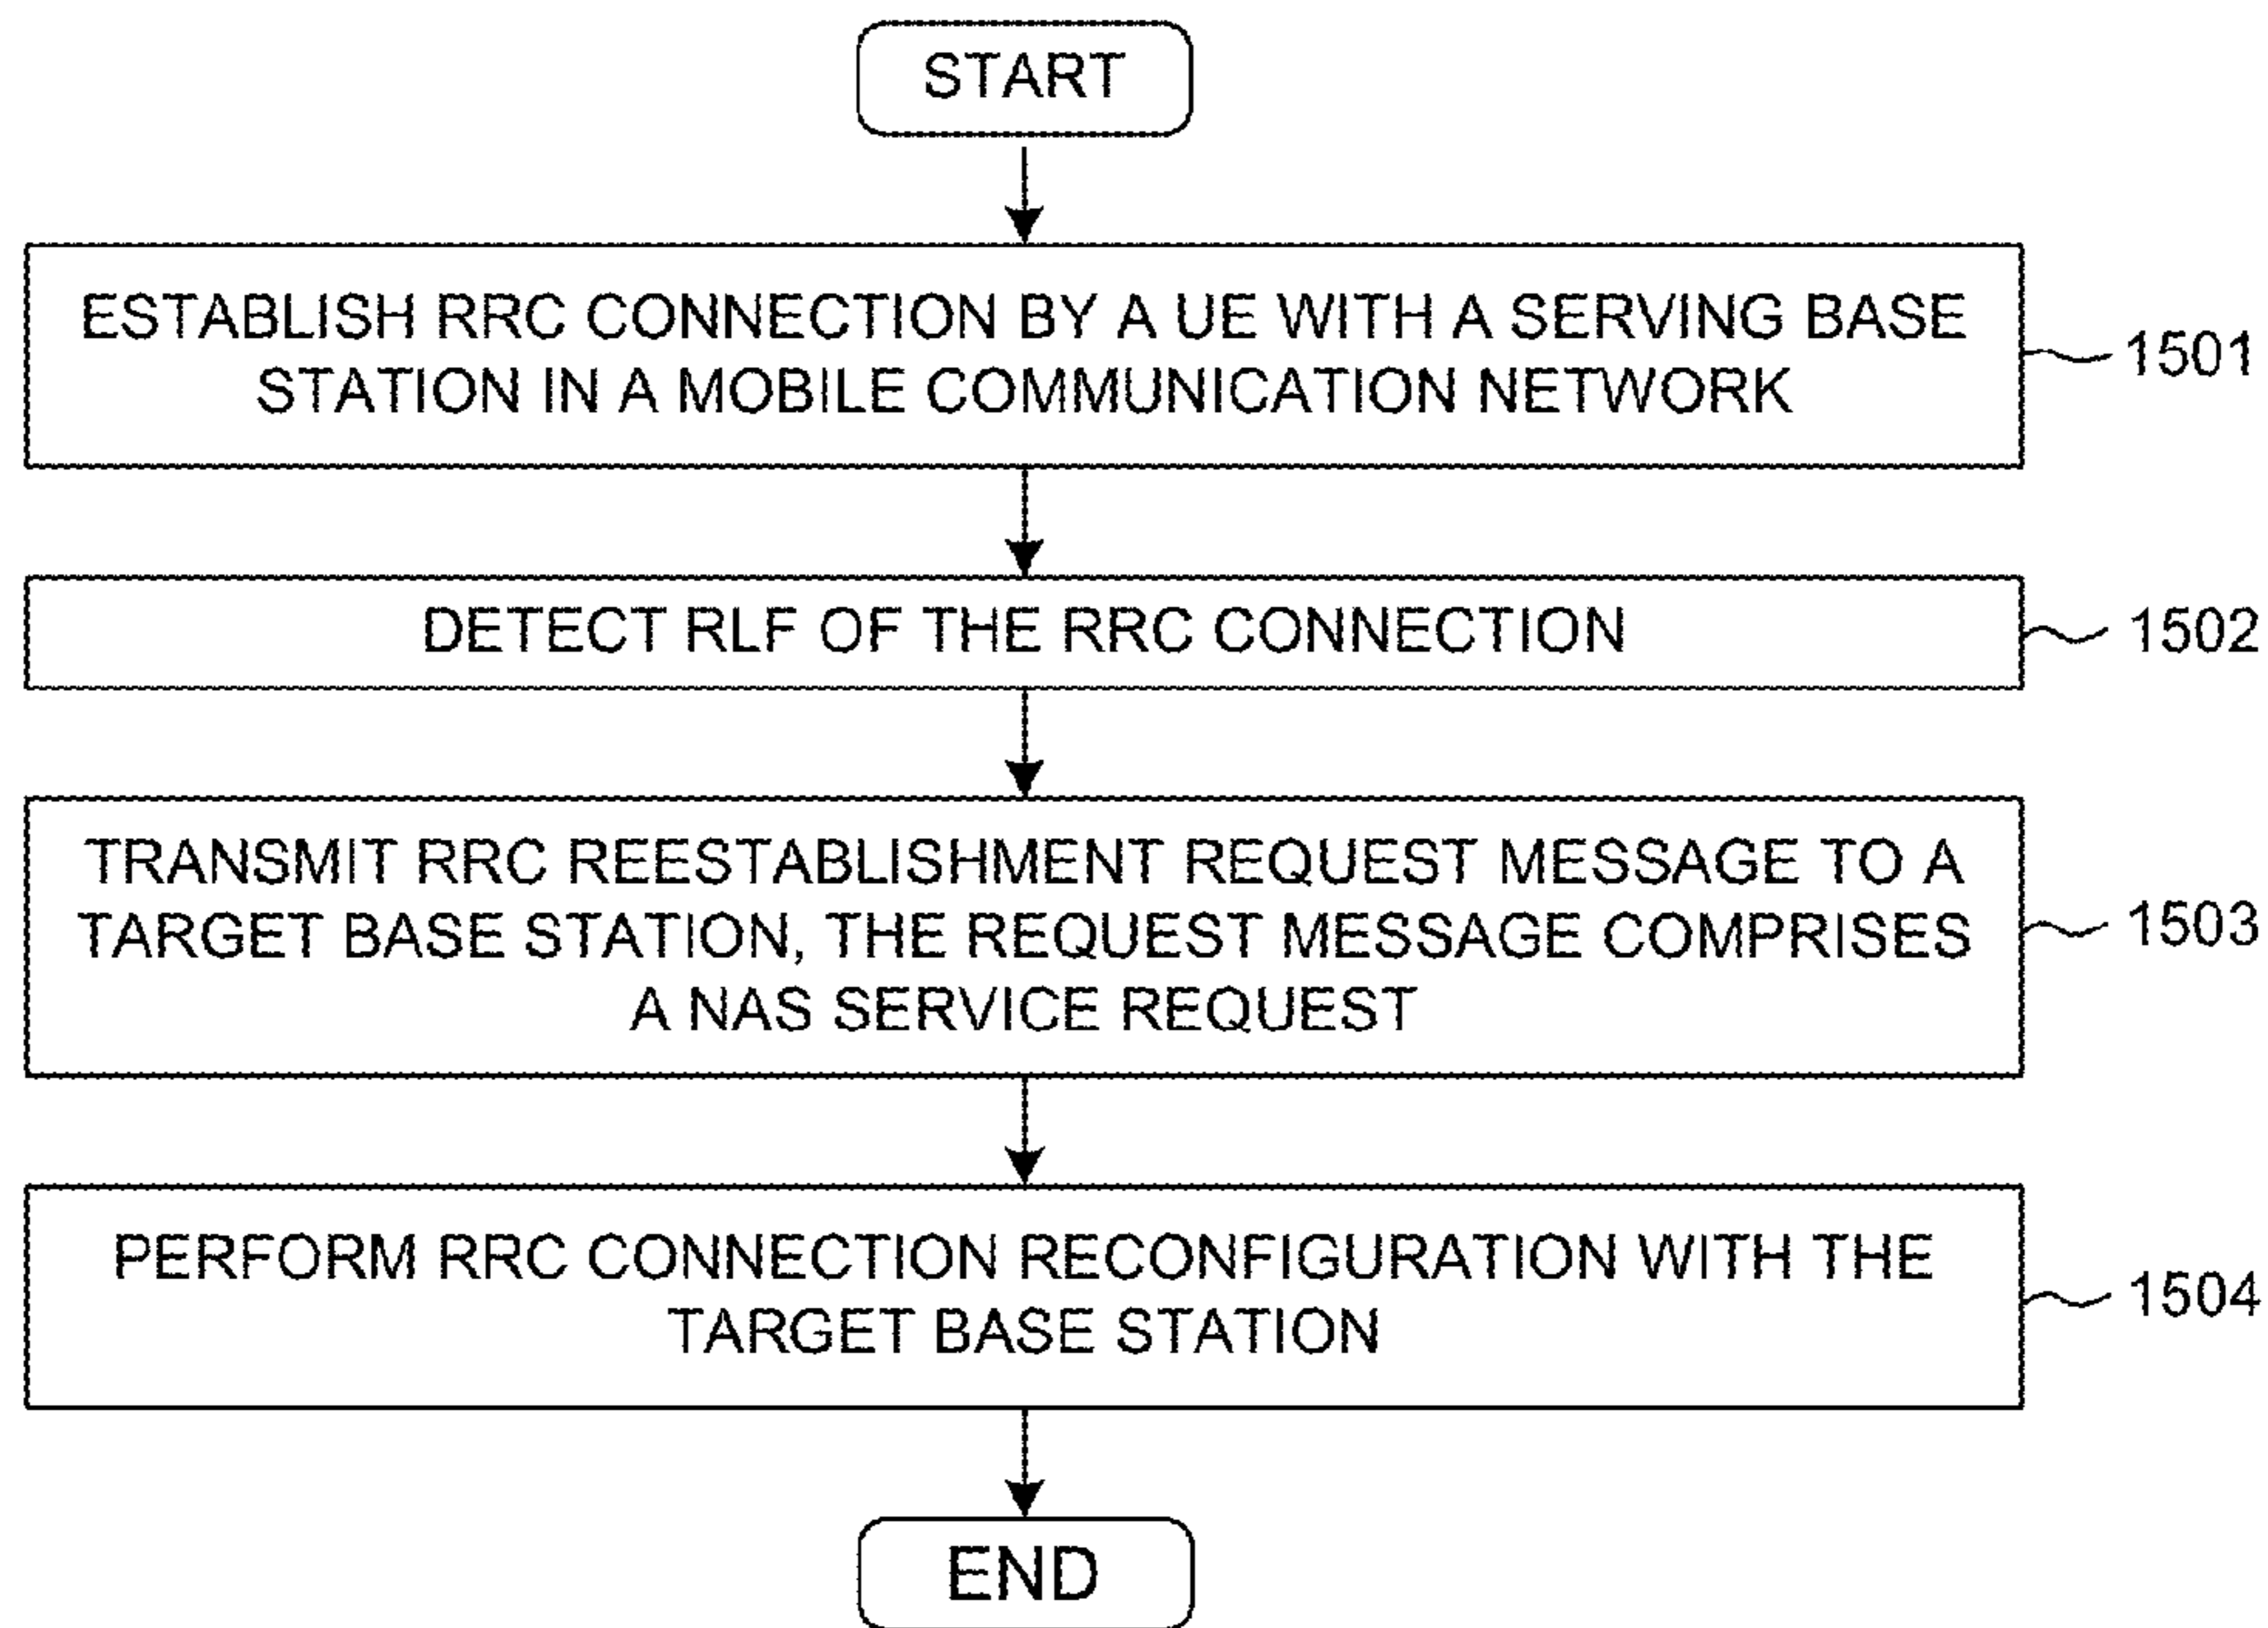 START
ESTABLISH RRC CONNECTION BY A UE WITH A SERVING BASE
STATION IN A MOBILE COMMUNICATION NETWORK
1501
DETECT RLF OF THE RRC CONNECTION
1502
TRANSMIT RRC REESTABLISHMENT REQUEST MESSAGE TO A
TARGET BASE STATION, THE REQUEST MESSAGE COMPRISES
A NAS SERVICE REQUEST
1503
PERFORM RRC CONNECTION RECONFIGURATION WITH THE
TARGET BASE STATION
1504
END